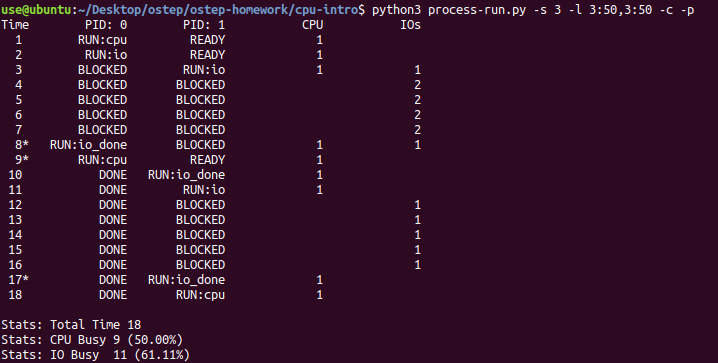 use@ubuntu:~/Desktop/ostep/ostep-homework/cpu-intro$ python3 process-run.py -s 3 -l 3:50,3:50 -c -p
Time        PID: 0        PID: 1           CPU           IOs
  1        RUN:cpu         READY             1
  2         RUN:io         READY             1
  3        BLOCKED        RUN:io             1             1
  4        BLOCKED       BLOCKED                           2
  5        BLOCKED       BLOCKED                           2
  6        BLOCKED       BLOCKED                           2
  7        BLOCKED       BLOCKED                           2
  8*   RUN:io_done       BLOCKED             1             1
  9*       RUN:cpu         READY             1
 10           DONE   RUN:io_done             1
 11           DONE        RUN:io             1
 12           DONE       BLOCKED                           1
 13           DONE       BLOCKED                           1
 14           DONE       BLOCKED                           1
 15           DONE       BLOCKED                           1
 16           DONE       BLOCKED                           1
 17*          DONE   RUN:io_done             1
 18           DONE       RUN:cpu             1
Stats: Total Time 18
Stats: CPU Busy 9 (50.00%)
Stats: IO Busy  11 (61.11%)